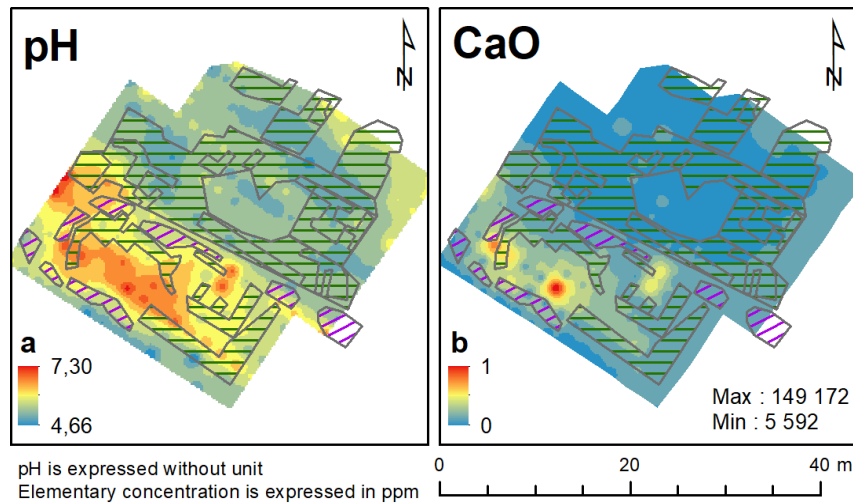 pH
N
a
7,30
4,66
CaO
N
b
1
0
Max : 149 172
Min : 5 592
pH is expressed without unit
Elementary concentration is expressed in ppm
0 20 40 m